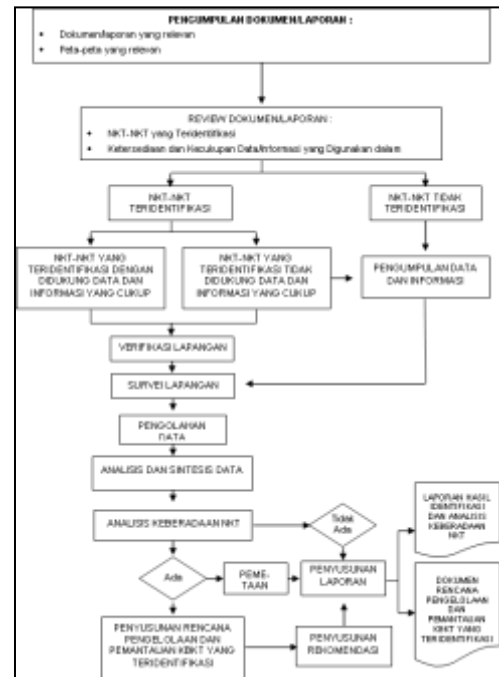 PENGUMPULAN DOKUMEN/LAPORAN :
• Dokumen/laporan yang relevan
• Peta-peta yang relevan
REVIEW DOKUMEN/LAPORAN :
• NKT-NKT yang Teridentifikasi
• Ketersediaan dan Kecukupan Data/Informasi yang Digunakan dalam
NKT-NKT
TERIDENTIFIKASI
NKT-NKT TIDAK
TERIDENTIFIKASI
NKT-NKT YANG
TERIDENTIFIKASI DENGAN
DIDUKUNG DATA DAN
INFORMASI YANG CUKUP
NKT-NKT YANG
TERIDENTIFIKASI TIDAK
DIDUKUNG DATA DAN
INFORMASI YANG CUKUP
PENGUMPULAN DATA
DAN INFORMASI
VERIFIKASI LAPANGAN
SURVEI LAPANGAN
PENGOLAHAN
DATA
ANALISIS DAN SINTESIS DATA
ANALISIS KEBERADAAN NKT
Tidak
Ada
LAPORAN HASIL
IDENTIFIKASI
DAN ANALISIS
KEBERADAAN
NKT
Ada
PEME-
TAAN
PENYUSUNAN
LAPORAN
DOKUMEN
RENCANA
PENGELOLAAN
DAN
PEMANTAUAN
KBKT YANG
TERIDENTIFIKASI
PENYUSUNAN RENCANA
PENGELOLAAN DAN
PEMANTAUAN KBKT YANG
TERIDENTIFIKASI
PENYUSUNAN
REKOMENDASI